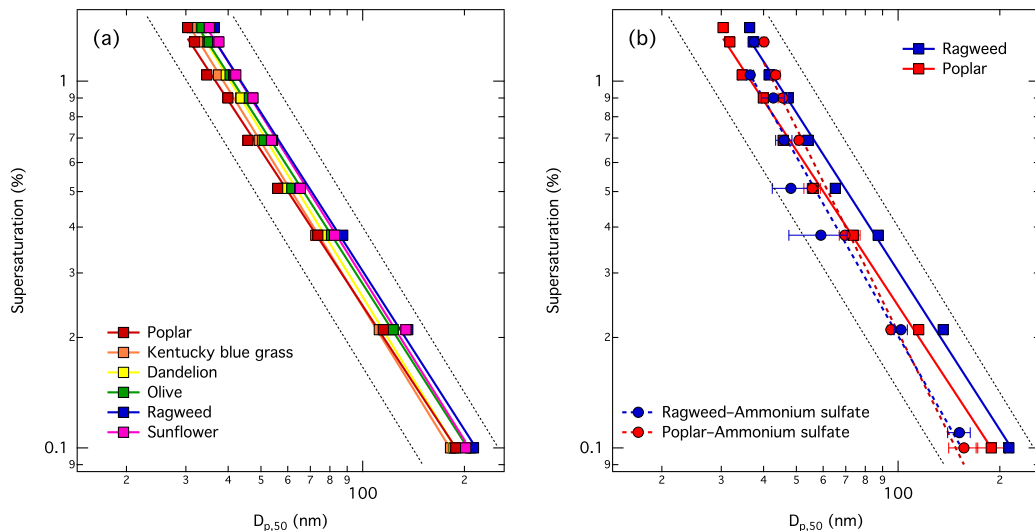 (a)
Supersaturation (%)
1
9
8
7
6
5
4
3
2
0.1
9
Poplar
Kentucky blue grass
Dandelion
Olive
Ragweed
Sunflower
2 3 4 5 6 7 8 9 100 2
Dp,50 (nm)
(b)
Ragweed
Poplar
Supersaturation (%)
1
9
8
7
6
5
4
3
2
0.1
9
Ragweed–Ammonium sulfate
Poplar–Ammonium sulfate
2 3 4 5 6 7 8 9 100 2
Dp,50 (nm)